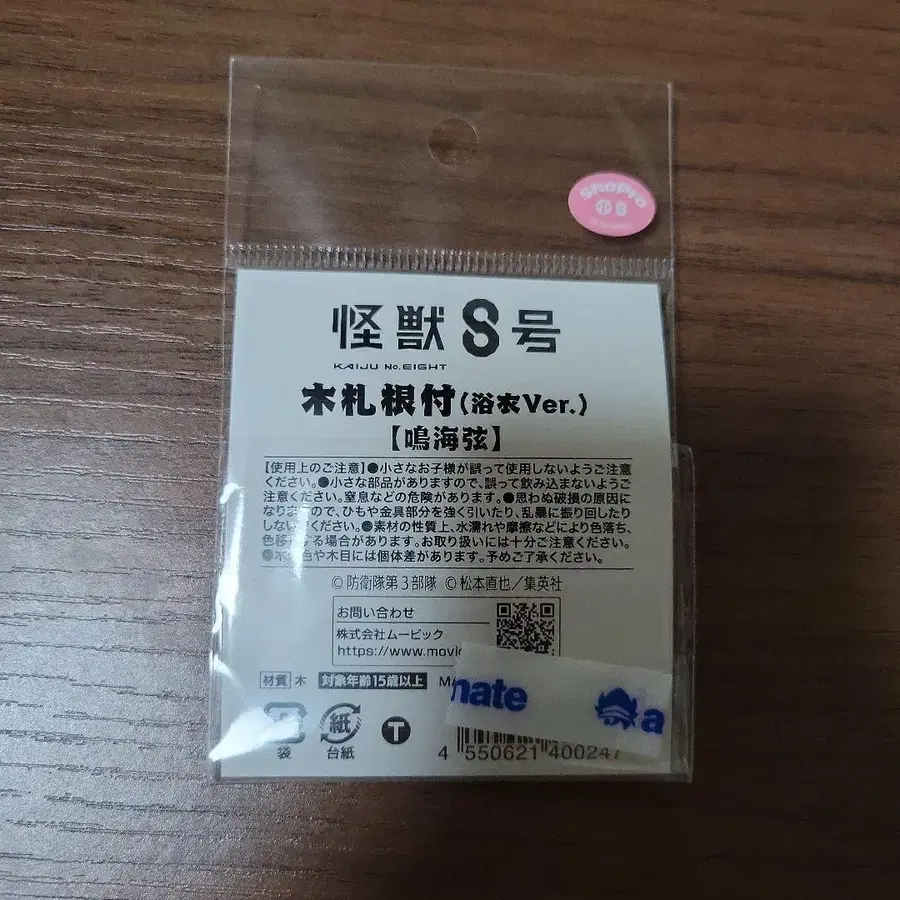 ShoPro
小 8
怪獣8号
KAIJU No.EIGHT
木札根付(浴衣Ver.)
【鳴海弦】
【使用上のご注意】●小さなお子様が誤って使用しないようご注意
ください。●小さな部品がありますので、誤って飲み込まないようご
注意ください。窒息などの危険があります。●思わぬ破損の原因に
なりますので、ひもや金具部分を強く引いたり、乱暴に振り回したり
しないでください。●素材の性質上、水濡れや摩擦などにより色落ち、
色移りする場合があります。お取り扱いには十分ご注意ください。
●木の色や木目には個体差があります。予めご了承ください。
©防衛隊第3部隊 ©松本直也/集英社
お問い合わせ
株式会社ムービック
https://www.movic
材質 木 対象年齢15歳以上 MA
mate a
袋
紙
台紙
T
4 550621 400247